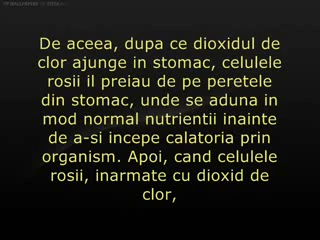 De aceea, dupa ce dioxidul de
clor ajunge in stomac, celulele
rosii il preiau de pe peretele
din stomac, unde se aduna in
mod normal nutrientii inainte
de a-si incepe calatoria prin
organism. Apoi, cand celulele
rosii, inarmate cu dioxid de
clor,